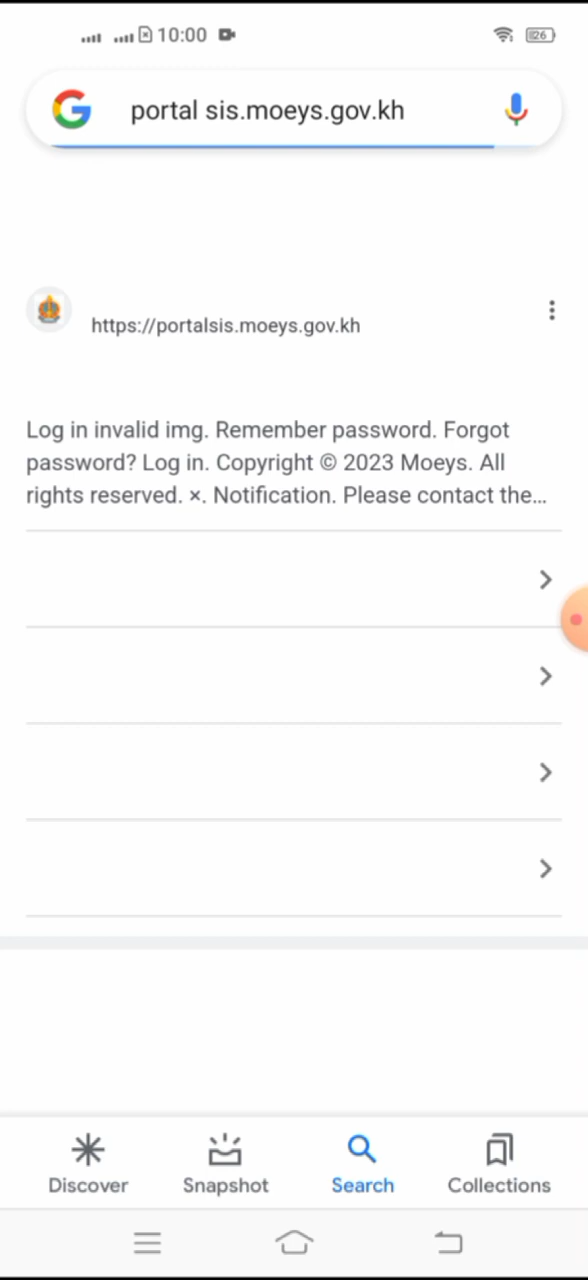 10:00
26
portal sis.moeys.gov.kh
https://portalsis.moeys.gov.kh
Log in invalid img. Remember password. Forgot
password? Log in. Copyright © 2023 Moeys. All
rights reserved. ×. Notification. Please contact the...
Discover
Snapshot
Search
Collections